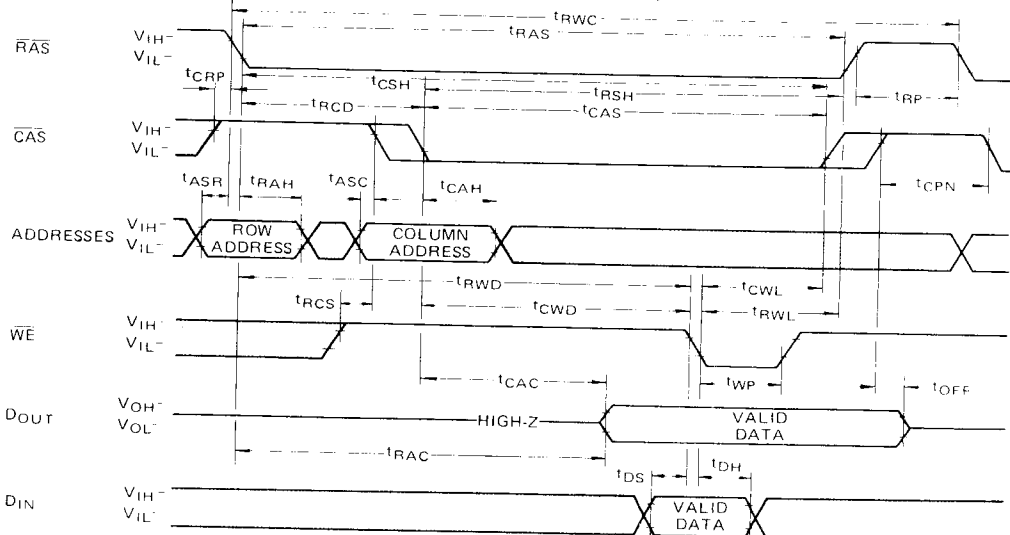 tRWC
tRAS
RAS VIH- VIL-
tCRP tCSH tRSH tRP
tRCD tCAS
CAS VIH- VIL-
tASR tRAH tASC tCAH tCPN
ADDRESSES VIH- VIL-
ROW ADDRESS
COLUMN ADDRESS
tRWD tCWL
tRCS tCWD tRWL
WE VIH- VIL-
tCAC tWP tOFF
DOUT VOH- VOL-
HIGH-Z
VALID DATA
tRAC
tDS tDH
DIN VIH- VIL-
VALID DATA